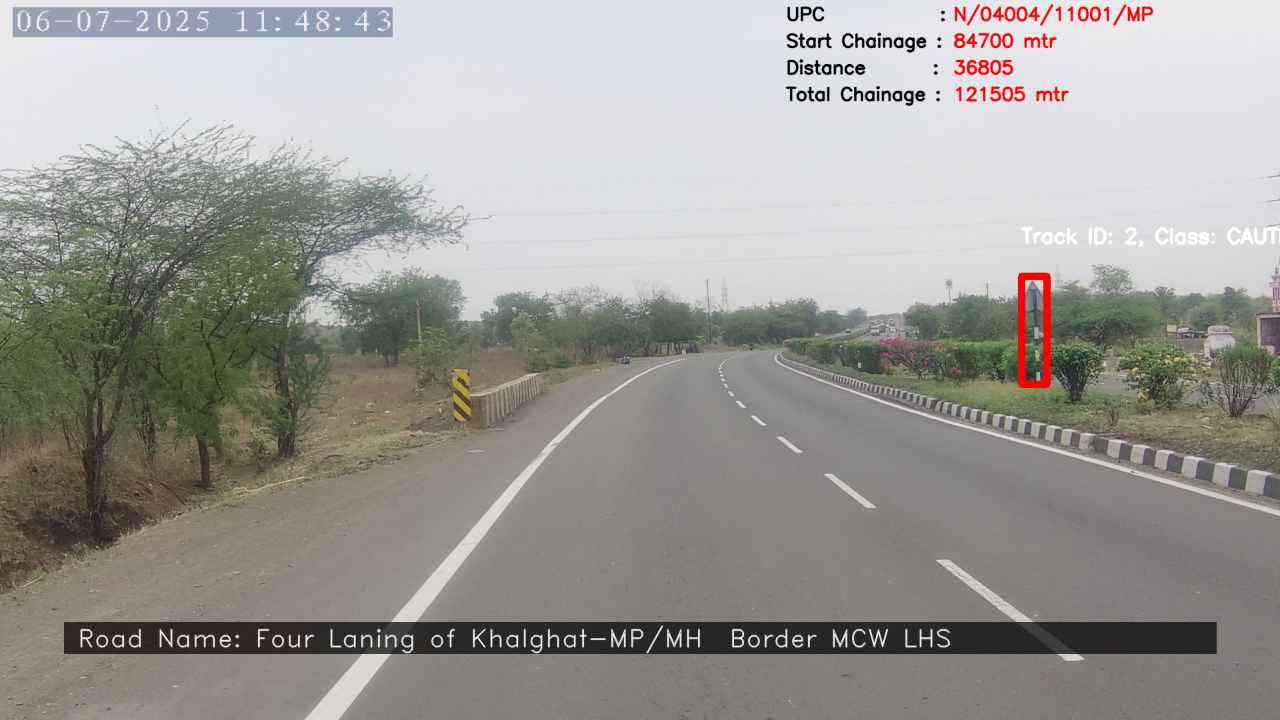 06-07-2025 11:48:43
UPC : N/04004/11001/MP
Start Chainage : 84700 mtr
Distance : 36805
Total Chainage : 121505 mtr
Track ID: 2, Class: CAUT
Road Name: Four Laning of Khalghat-MP/MH Border MCW LHS